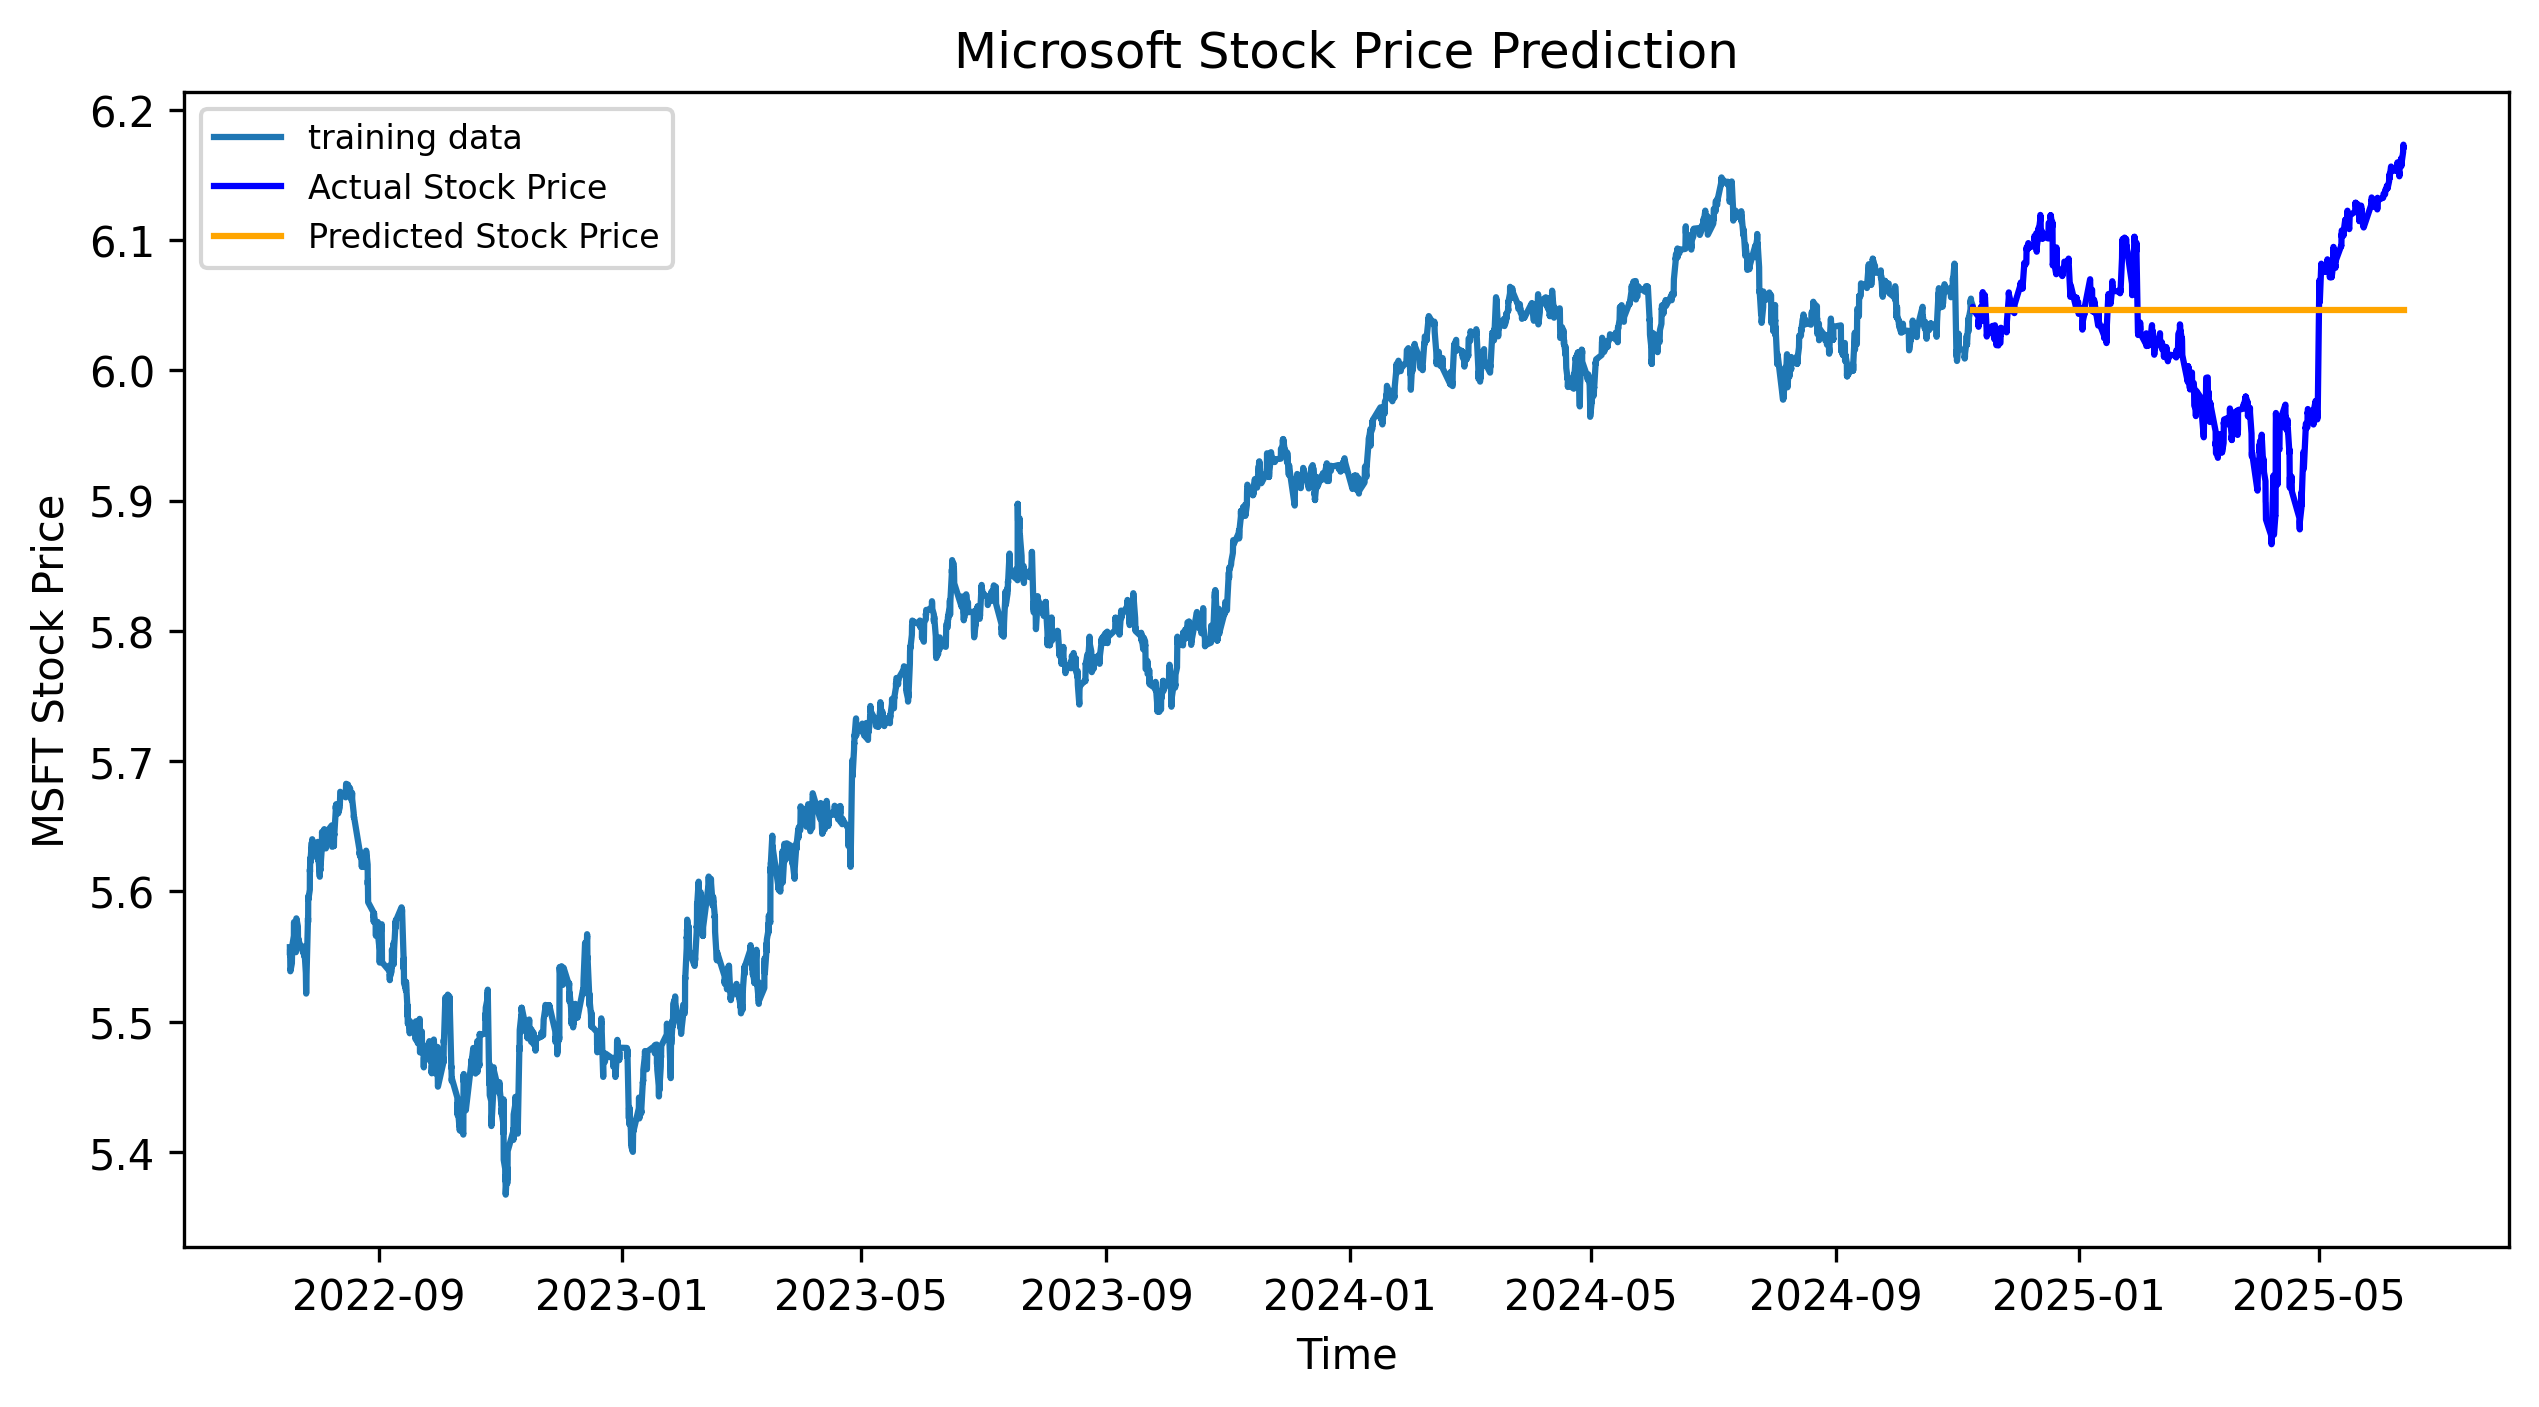 Microsoft Stock Price Prediction
training data
Actual Stock Price
Predicted Stock Price
MSFT Stock Price
6.2
6.1
6.0
5.9
5.8
5.7
5.6
5.5
5.4
2022-09 2023-01 2023-05 2023-09 2024-01 2024-05 2024-09 2025-01 2025-05
Time